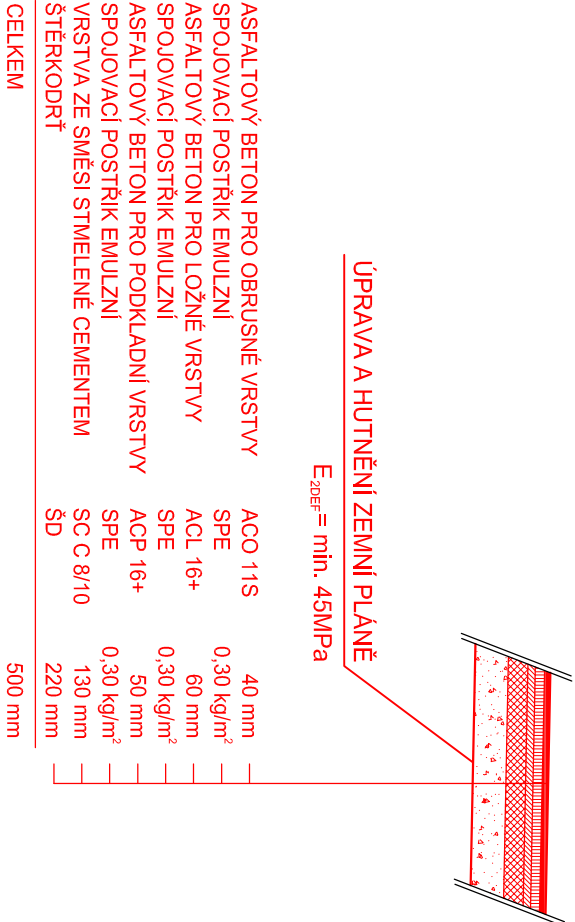 ASFALTOVÝ BETON PRO OBRUSNÉ VRSTVY ACO 11S 40 mm
SPOJOVACÍ POSTŘIK EMULZNÍ SPE 0,30 kg/m²
ASFALTOVÝ BETON PRO LOŽNÉ VRSTVY ACL 16+ 60 mm
SPOJOVACÍ POSTŘIK EMULZNÍ SPE 0,30 kg/m²
ASFALTOVÝ BETON PRO PODKLADNÍ VRSTVY ACP 16+ 50 mm
SPOJOVACÍ POSTŘIK EMULZNÍ SPE 0,30 kg/m²
VRSTVA ZE SMĚSI STMELENÉ CEMENTEM SC C 8/10 130 mm
ŠTĚRKODRŤ ŠD 220 mm
CELKEM 500 mm
ÚPRAVA A HUTNĚNÍ ZEMNÍ PLÁNĚ
E2DEF= min. 45MPa